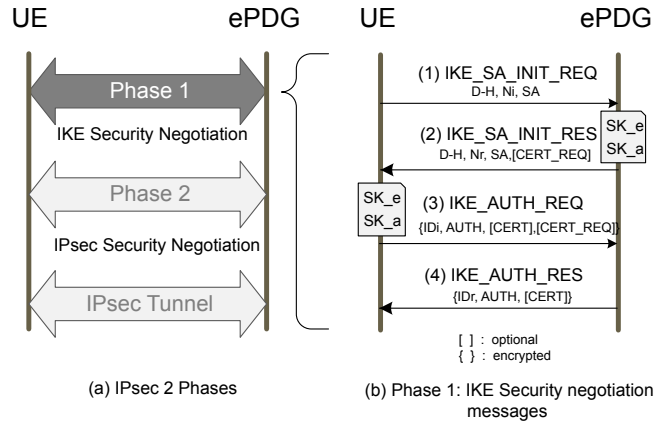 UE
ePDG
Phase 1
IKE Security Negotiation
Phase 2
IPsec Security Negotiation
IPsec Tunnel
(a) IPsec 2 Phases
UE
ePDG
(1) IKE_SA_INIT_REQ
D-H, Ni, SA
SK_e
SK_a
(2) IKE_SA_INIT_RES
D-H, Nr, SA,[CERT_REQ]
SK_e
SK_a
(3) IKE_AUTH_REQ
{IDi, AUTH, [CERT],[CERT_REQ]}
(4) IKE_AUTH_RES
{IDr, AUTH, [CERT]}
[ ] : optional
{ } : encrypted
(b) Phase 1: IKE Security negotiation
messages